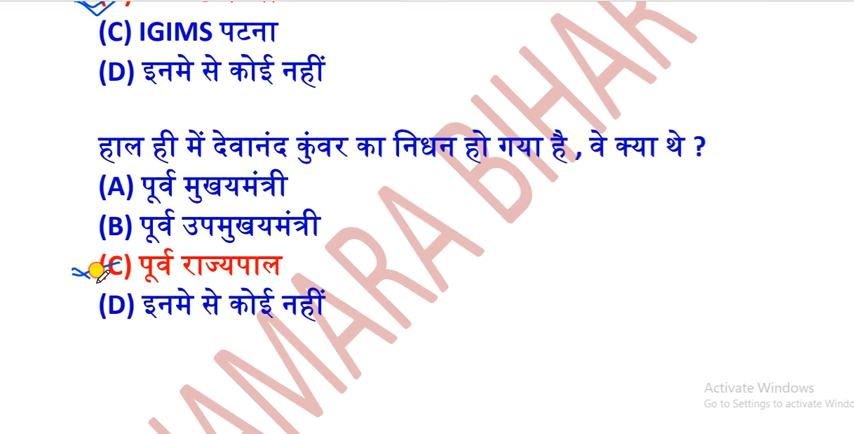 (C) IGIMS पटना
(D) इनमे से कोई नहीं
हाल ही में देवानंद कुंवर का निधन हो गया है , वे क्या थे ?
(A) पूर्व मुखयमंत्री
(B) पूर्व उपमुखयमंत्री
(C) पूर्व राज्यपाल
(D) इनमे से कोई नहीं
HAMARA BIHAR
Activate Windows
Go to Settings to activate Windo